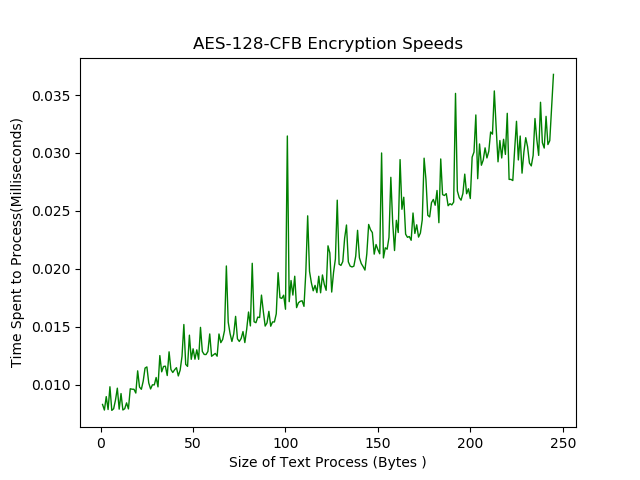 AES-128-CFB Encryption Speeds
0.035
0.030
0.025
0.020
0.015
0.010
Time Spent to Process(Milliseconds)
0 50 100 150 200 250
Size of Text Process (Bytes )